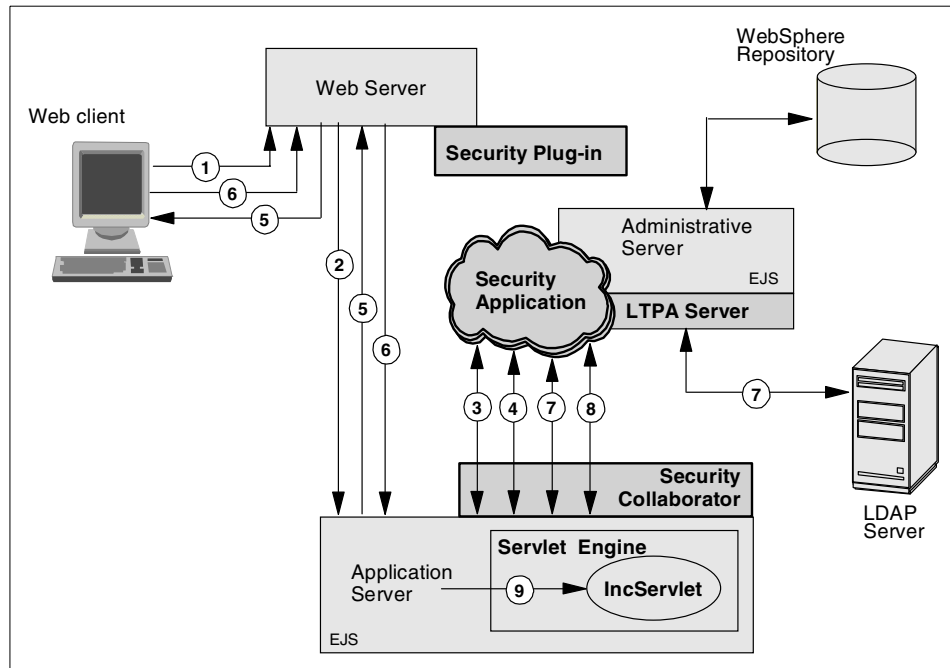 WebSphere
Repository
Web Server
Web client
Security Plug-in
1
6
5
Administrative
Server
EJS
2
Security
Application
LTPA Server
5
6
3
4
7
8
7
Security
Collaborator
LDAP
Server
Servlet Engine
Application
Server
9
IncServlet
EJS